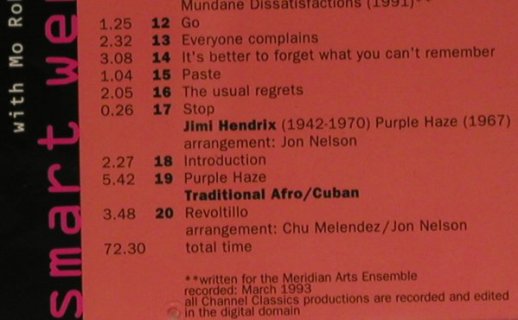 Mundane Dissatisfactions (1991)**
1.25 12 Go
2.32 13 Everyone complains
3.08 14 It's better to forget what you can't remember
1.04 15 Paste
2.05 16 The usual regrets
0.26 17 Stop
Jimi Hendrix (1942-1970) Purple Haze (1967)
arrangement: Jon Nelson
2.27 18 Introduction
5.42 19 Purple Haze
Traditional Afro/Cuban
3.48 20 Revoltillo
arrangement: Chu Melendez/Jon Nelson
72.30 total time
**written for the Meridian Arts Ensemble
recorded: March 1993
all Channel Classics productions are recorded and edited
in the digital domain
with Mo
smart